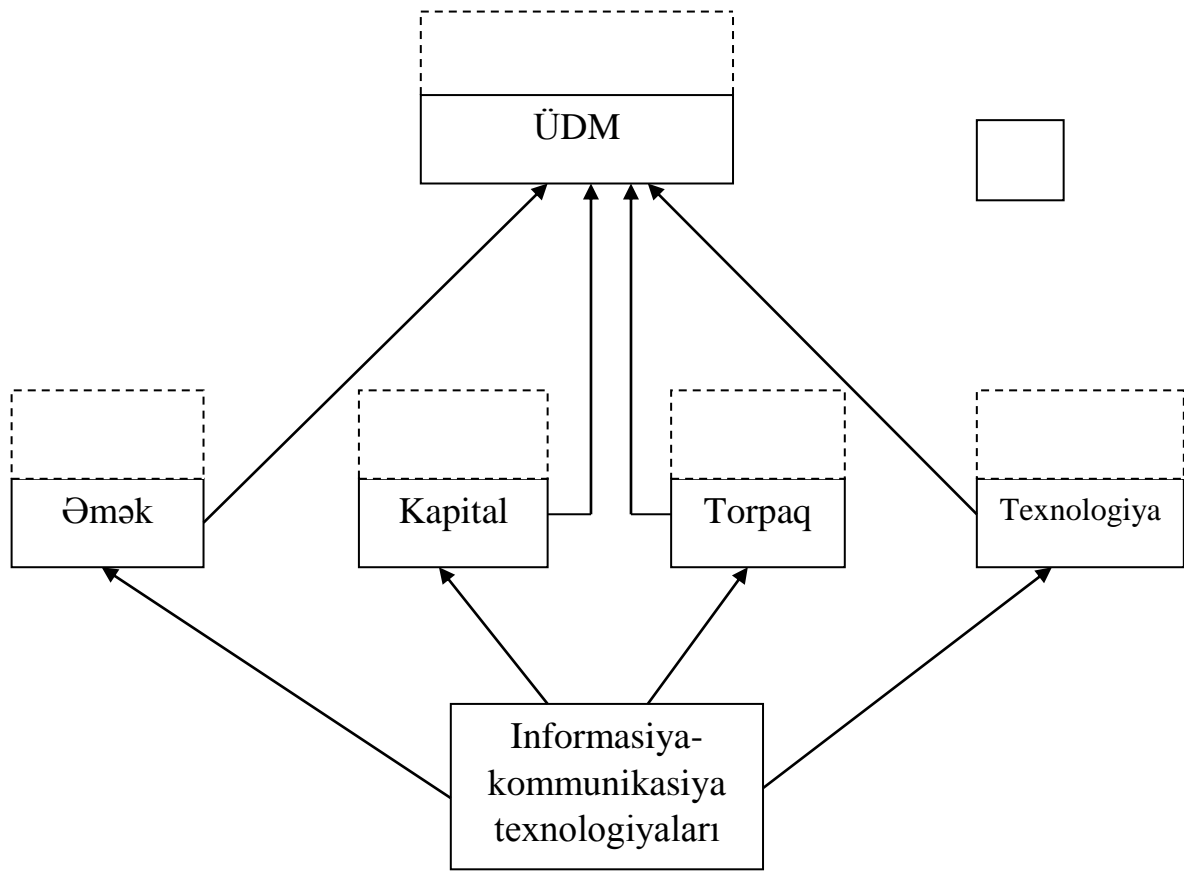 ÜDM
Əmək
Kapital
Torpaq
Texnologiya
Informasiya-
kommunikasiya
texnologiyaları